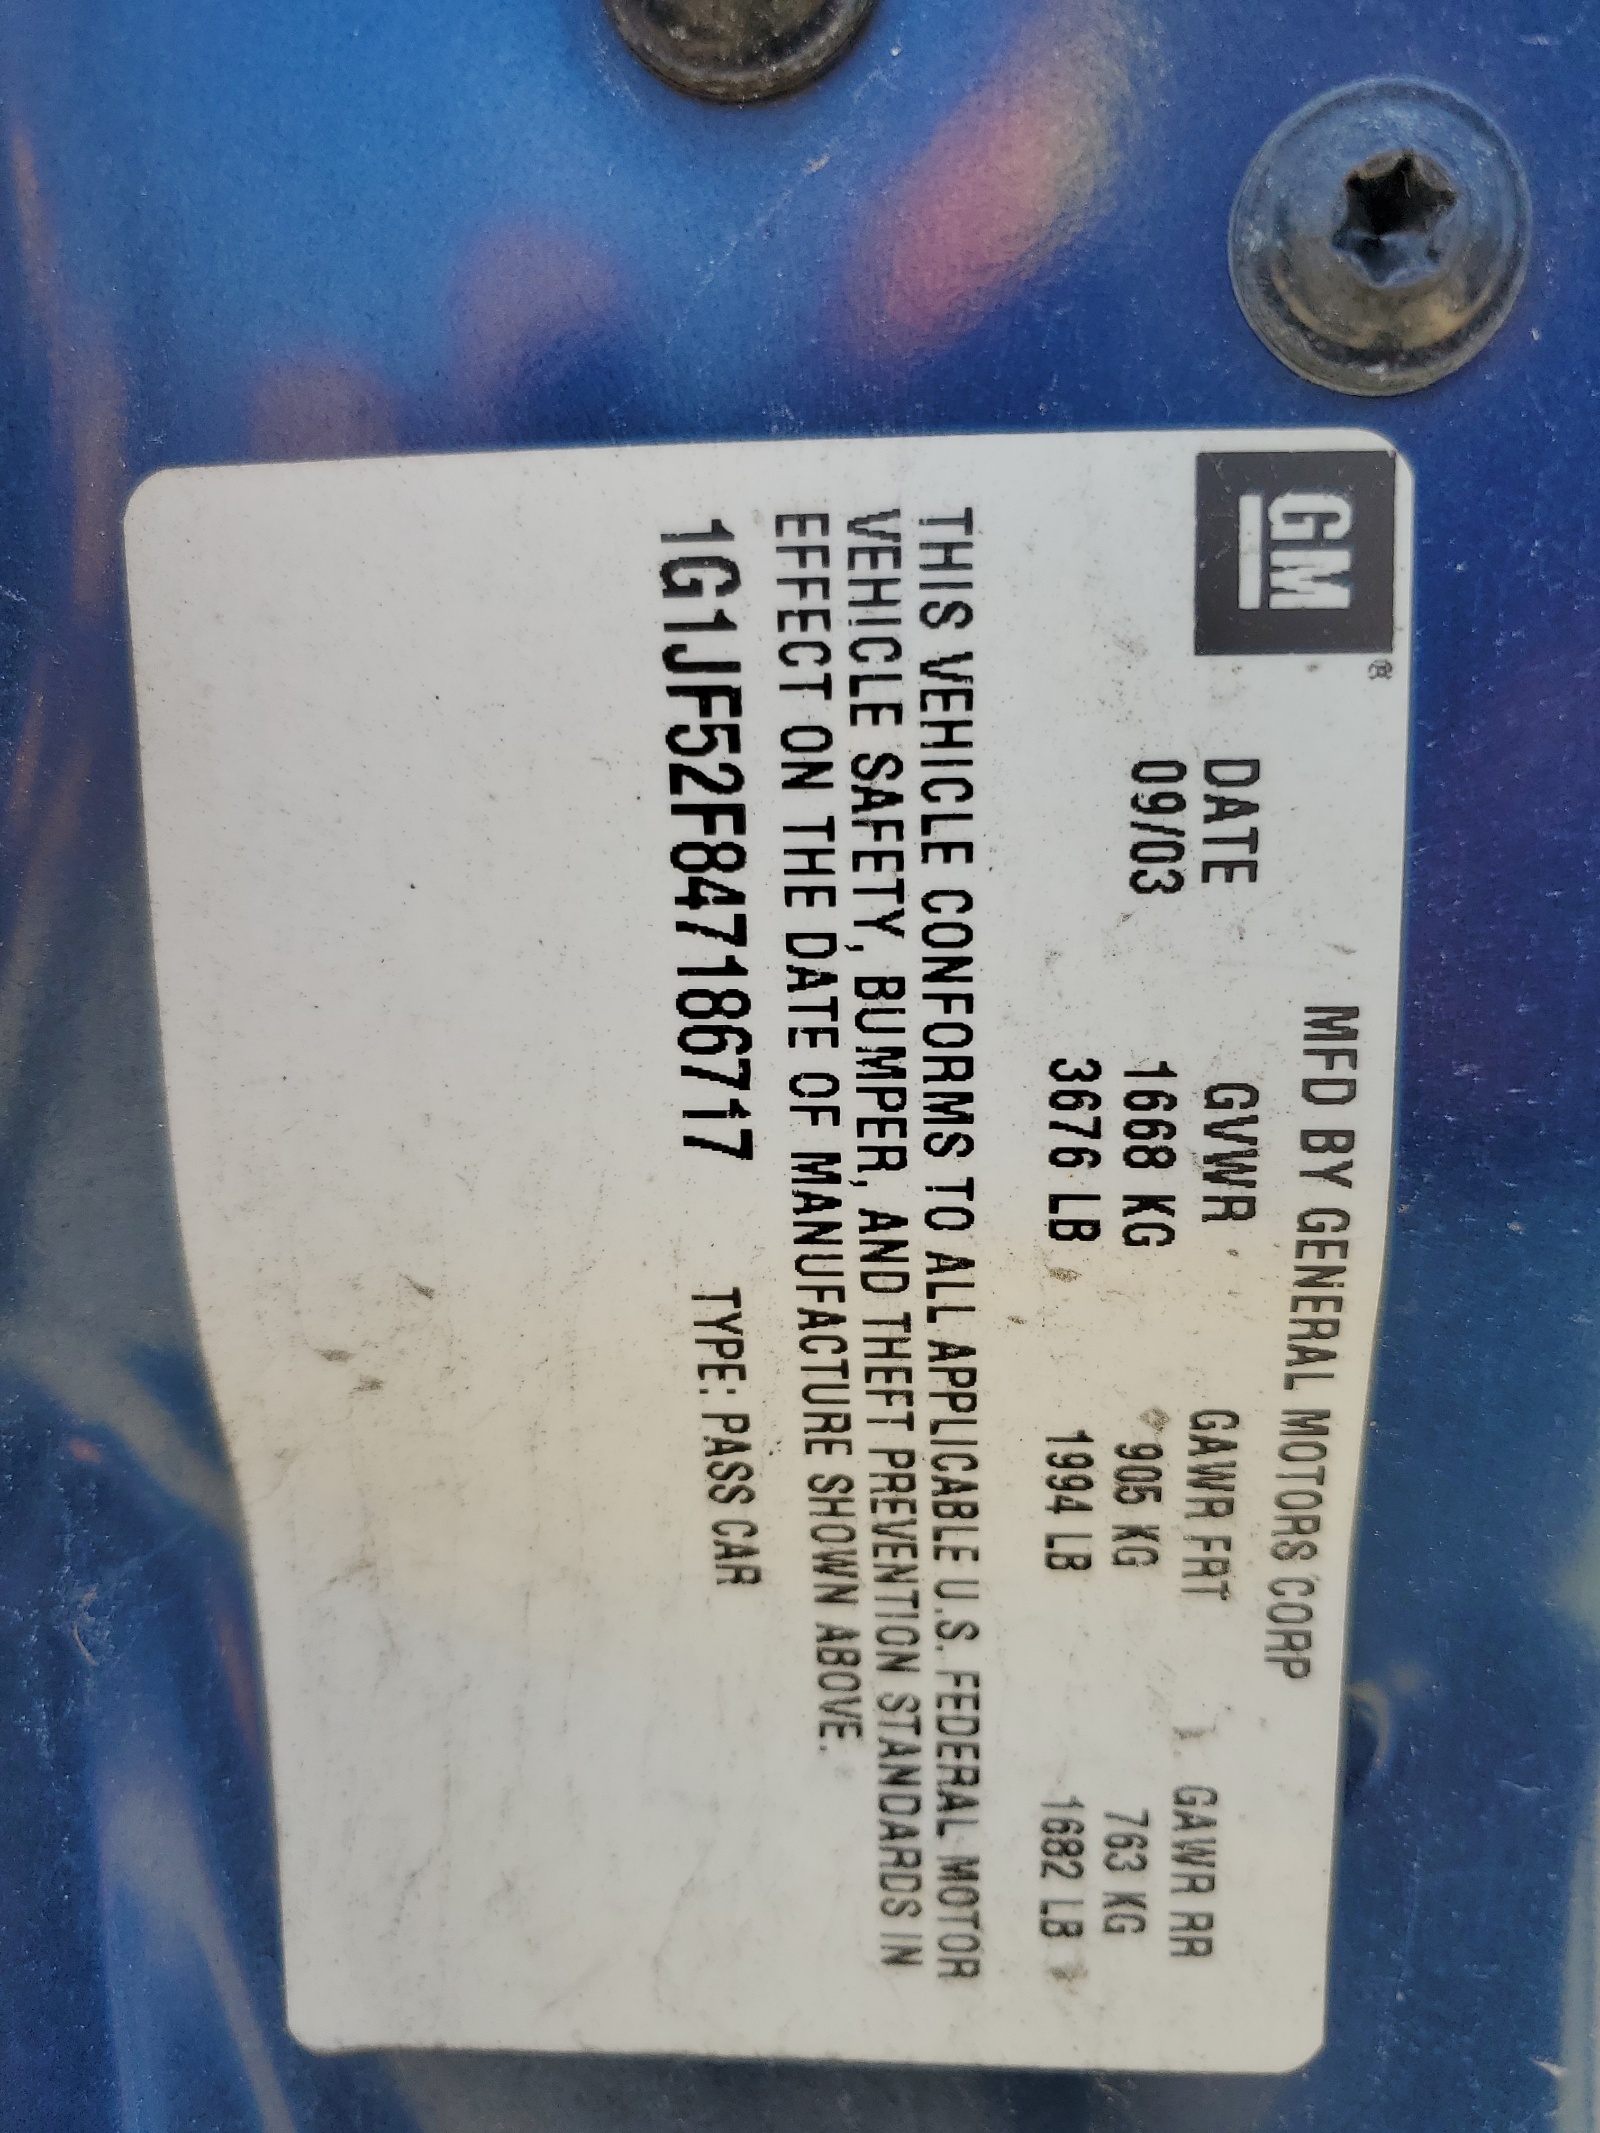 GM ®
MFD BY GENERAL MOTORS CORP
DATE GVWR GAWR FRT GAWR RR
09/03 1668 KG 905 KG 763 KG
3676 LB 1994 LB 1682 LB
THIS VEHICLE CONFORMS TO ALL APPLICABLE U.S. FEDERAL MOTOR
VEHICLE SAFETY, BUMPER, AND THEFT PREVENTION STANDARDS IN
EFFECT ON THE DATE OF MANUFACTURE SHOWN ABOVE.
1G1JF52F847186717 TYPE: PASS CAR